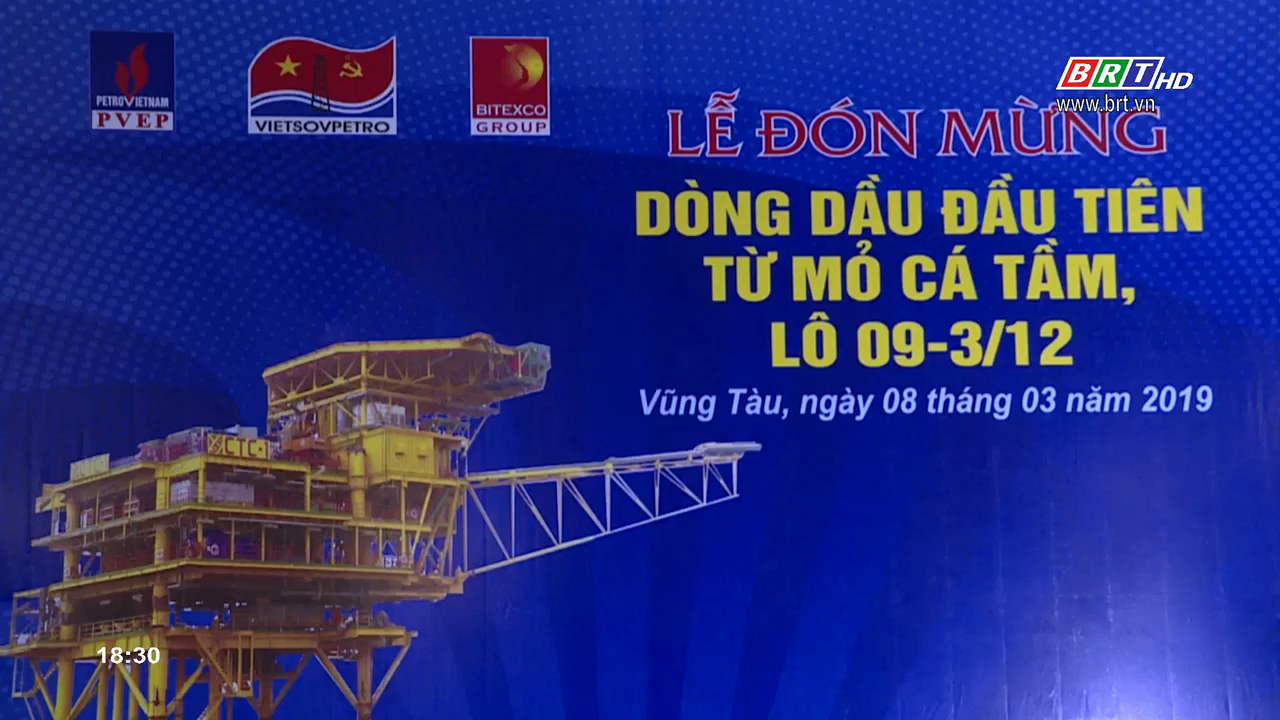 PETROVIETNAM
PVEP
VIETSOVPETRO
BITEXCO
GROUP
BRT HD
www.brt.vn
LỄ ĐÓN MỪNG
DÒNG DẦU ĐẦU TIÊN
TỪ MỎ CÁ TẦM,
LÔ 09-3/12
Vũng Tàu, ngày 08 tháng 03 năm 2019
CTC-1
18:30